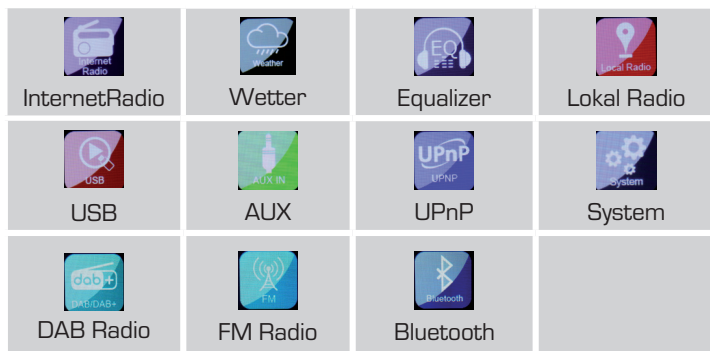 Internet
Radio
InternetRadio
Weather
Wetter
EQ
Equalizer
Local Radio
Lokal Radio
USB
USB
AUX IN
AUX
UPnP
UPNP
UPnP
System
System
dab+
DAB/DAB+
DAB Radio
FM
FM Radio
Bluetooth
Bluetooth